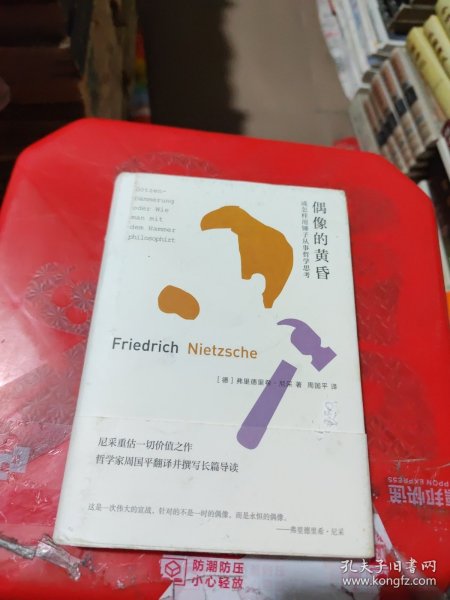 Götzen-
Dämmerung
oder Wie
man mit
dem Hammer
philosophirt
偶像的黄昏
或怎样用锤子从事哲学思考
Friedrich Nietzsche
[德]弗里德里希·尼采 著 周国平 译
尼采重估一切价值之作
哲学家周国平翻译并撰写长篇导读
这是一次伟大的宣战，针对的不是一时的偶像，而是永恒的偶像。
——弗里德里希·尼采
邦快递
PPON EXPRESS
防潮防压
小心轻放
孔夫子旧书网
www.kongfz.com